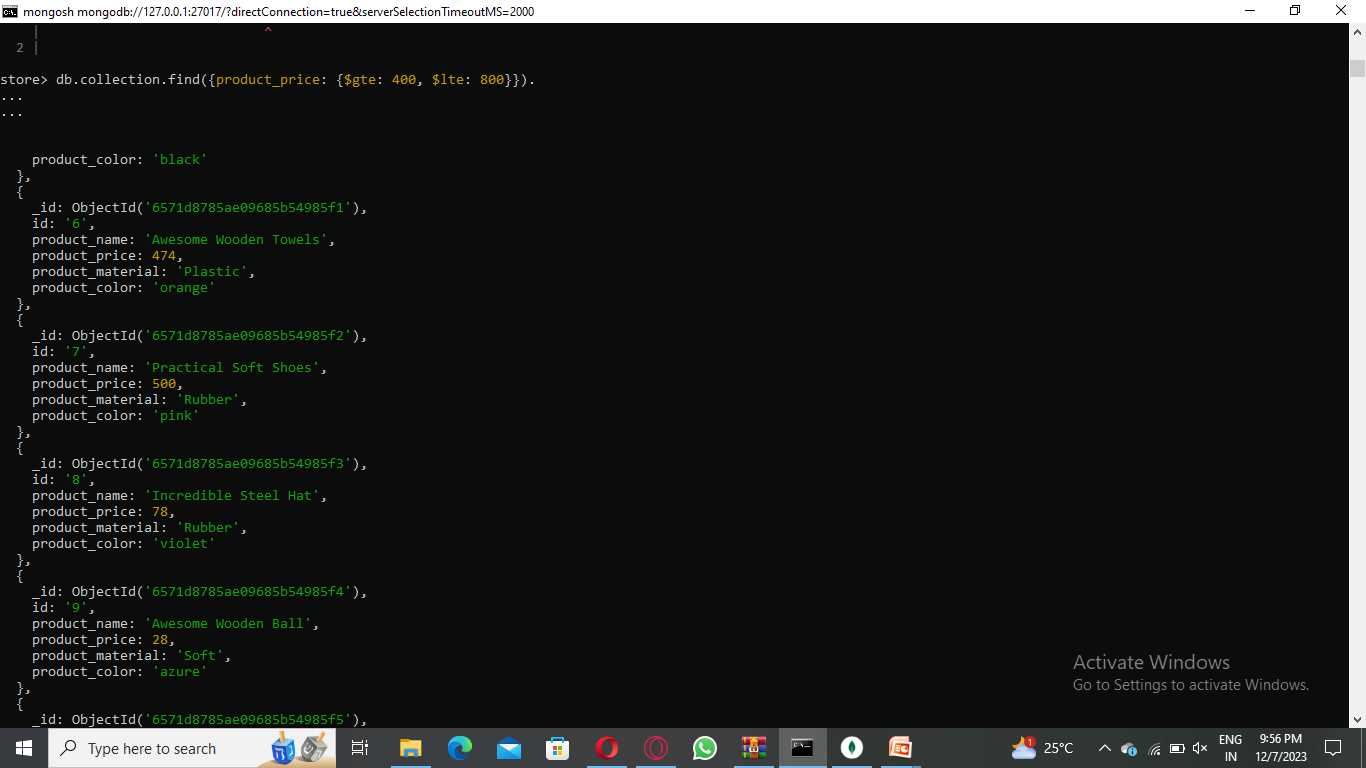 mongosh mongodb://127.0.0.1:27017/?directConnection=true&serverSelectionTimeoutMS=2000
|                            ^
2 |
store> db.collection.find({product_price: {$gte: 400, $lte: 800}}).
...
...
product_color: 'black'
},
{
_id: ObjectId('6571d8785ae09685b54985f1'),
id: '6',
product_name: 'Awesome Wooden Towels',
product_price: 474,
product_material: 'Plastic',
product_color: 'orange'
},
{
_id: ObjectId('6571d8785ae09685b54985f2'),
id: '7',
product_name: 'Practical Soft Shoes',
product_price: 500,
product_material: 'Rubber',
product_color: 'pink'
},
{
_id: ObjectId('6571d8785ae09685b54985f3'),
id: '8',
product_name: 'Incredible Steel Hat',
product_price: 78,
product_material: 'Rubber',
product_color: 'violet'
},
{
_id: ObjectId('6571d8785ae09685b54985f4'),
id: '9',
product_name: 'Awesome Wooden Ball',
product_price: 28,
product_material: 'Soft',
product_color: 'azure'
},
{
_id: ObjectId('6571d8785ae09685b54985f5'),
Activate Windows
Go to Settings to activate Windows.
Type here to search
1
25°C
ENG
IN
9:56 PM
12/7/2023